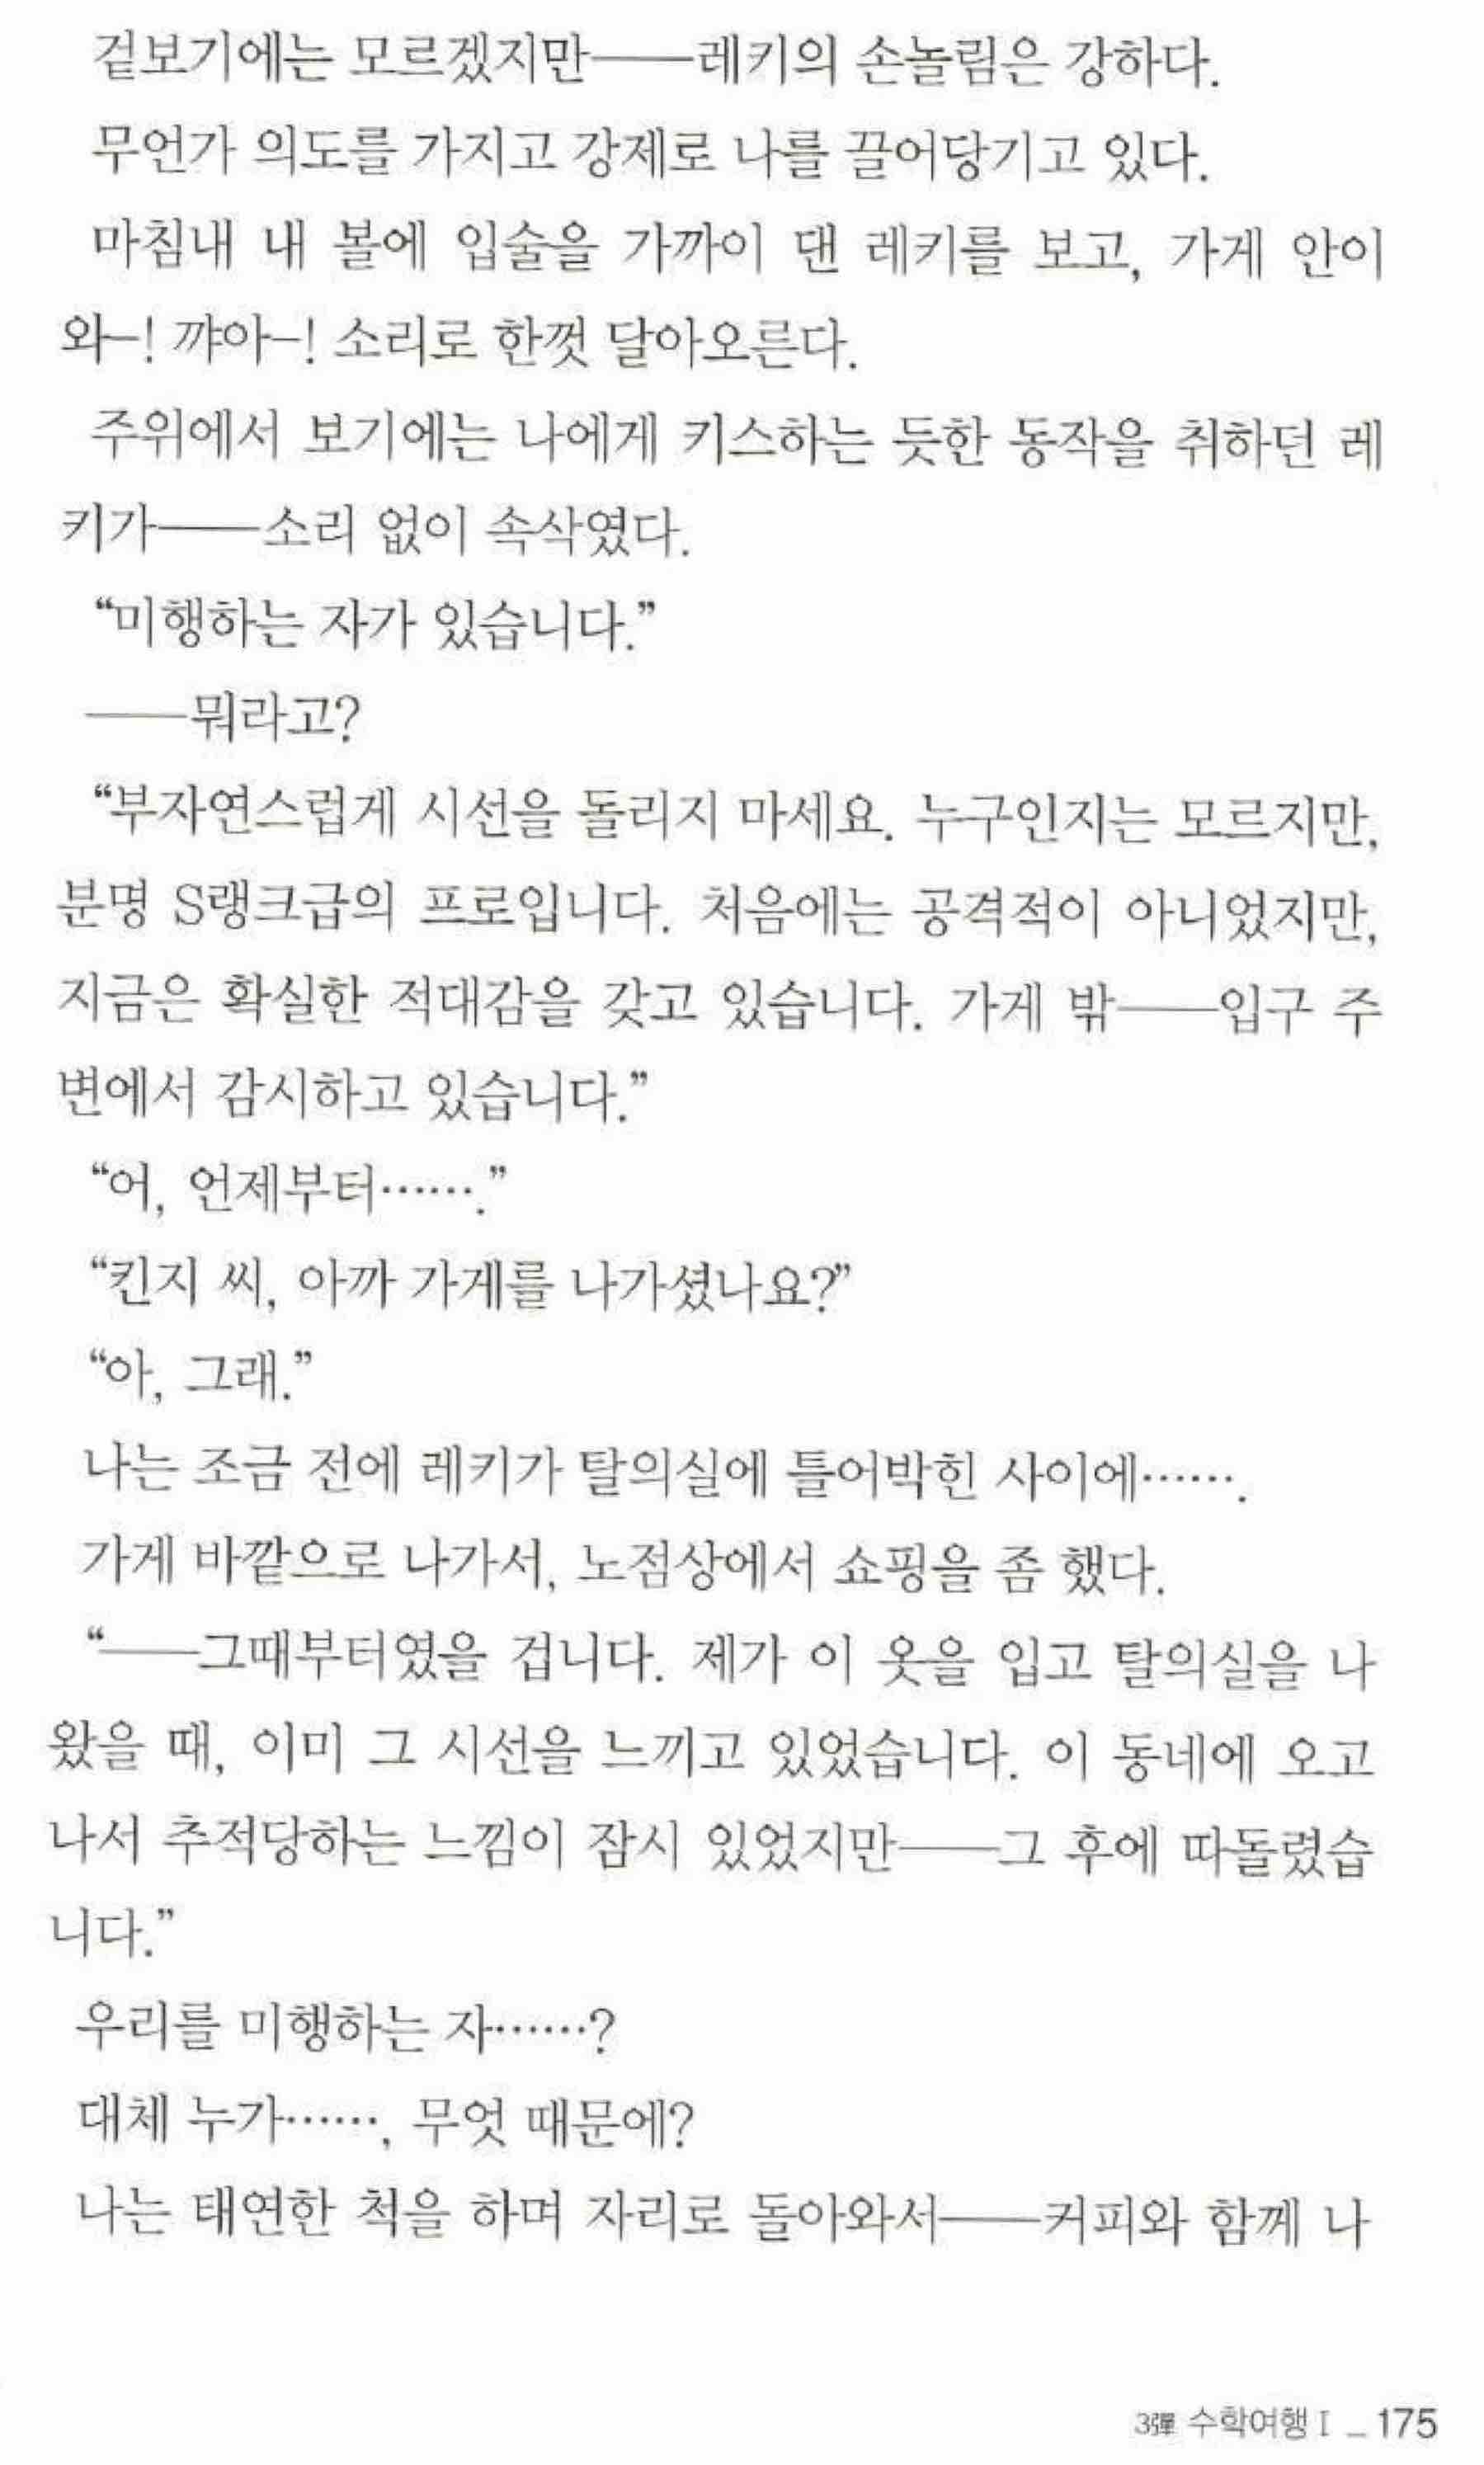 겉보기에는 모르겠지만──레키의 손놀림은 강하다.
무언가 의도를 가지고 강제로 나를 끌어당기고 있다.
마침내 내 볼에 입술을 가까이 댄 레키를 보고, 가게 안이
와–! 꺄아–! 소리로 한껏 달아오른다.
주위에서 보기에는 나에게 키스하는 듯한 동작을 취하던 레
키가──소리 없이 속삭였다.
“미행하는 자가 있습니다.”
──뭐라고?
“부자연스럽게 시선을 돌리지 마세요. 누구인지는 모르지만,
분명 S랭크급의 프로입니다. 처음에는 공격적이 아니었지만,
지금은 확실한 적대감을 갖고 있습니다. 가게 밖──입구 주
변에서 감시하고 있습니다.”
“어, 언제부터…….”
“킨지 씨, 아까 가게를 나가셨나요?”
“아, 그래.”
나는 조금 전에 레키가 탈의실에 틀어박힌 사이에…….
가게 바깥으로 나가서, 노점상에서 쇼핑을 좀 했다.
“──그때부터였을 겁니다. 제가 이 옷을 입고 탈의실을 나
왔을 때, 이미 그 시선을 느끼고 있었습니다. 이 동네에 오고
나서 추적당하는 느낌이 잠시 있었지만──그 후에 따돌렸습
니다.”
우리를 미행하는 자……?
대체 누가……, 무엇 때문에?
나는 태연한 척을 하며 자리로 돌아와서──커피와 함께 나
3彈 수학여행 I _ 175